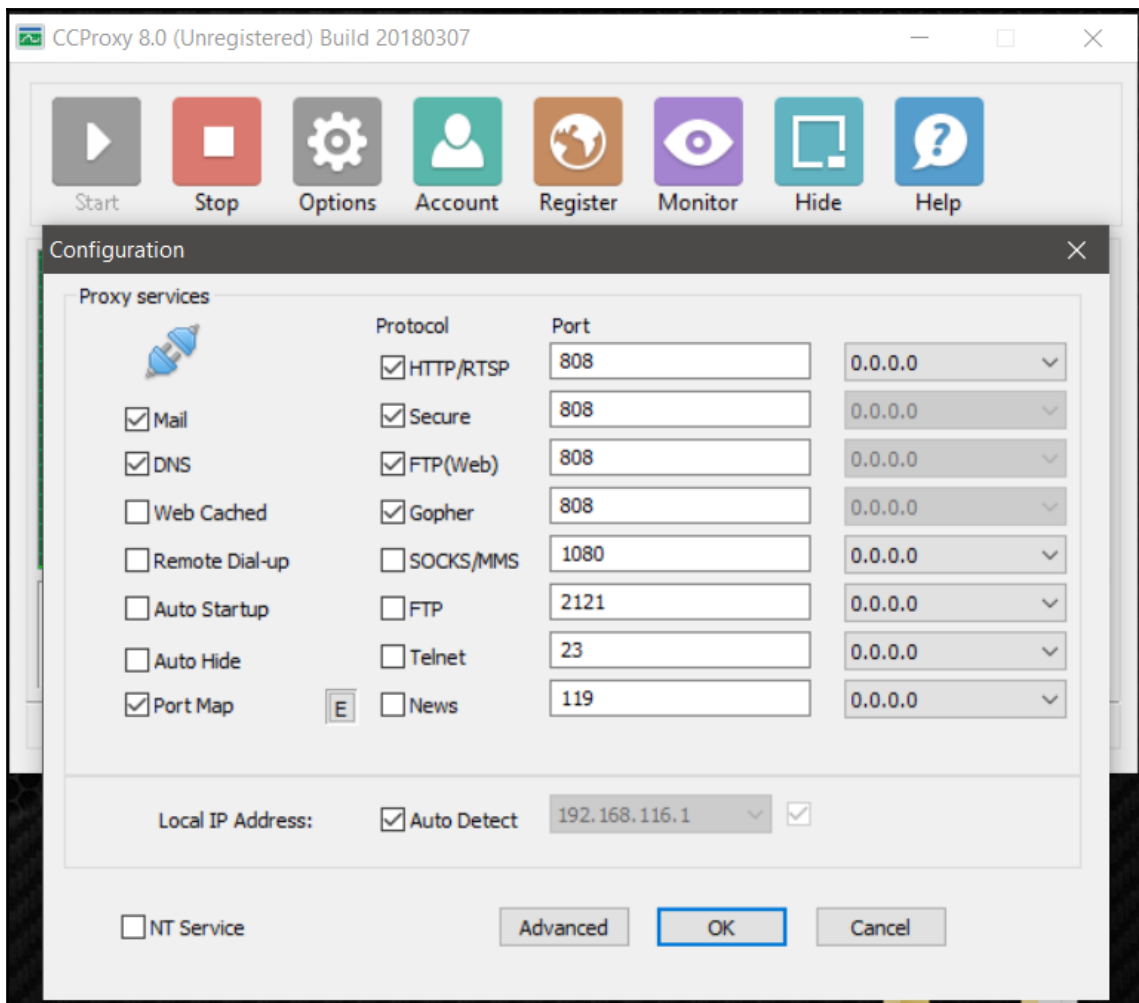 CCProxy 8.0 (Unregistered) Build 20180307
Start Stop Options Account Register Monitor Hide Help
Configuration
Proxy services
Protocol Port
HTTP/RTSP 808 0.0.0.0
Mail Secure 808 0.0.0.0
DNS FTP(Web) 808 0.0.0.0
Web Cached Gopher 808 0.0.0.0
Remote Dial-up SOCKS/MMS 1080 0.0.0.0
Auto Startup FTP 2121 0.0.0.0
Auto Hide Telnet 23 0.0.0.0
Port Map E News 119 0.0.0.0
Local IP Address: Auto Detect 192.168.116.1
NT Service Advanced OK Cancel